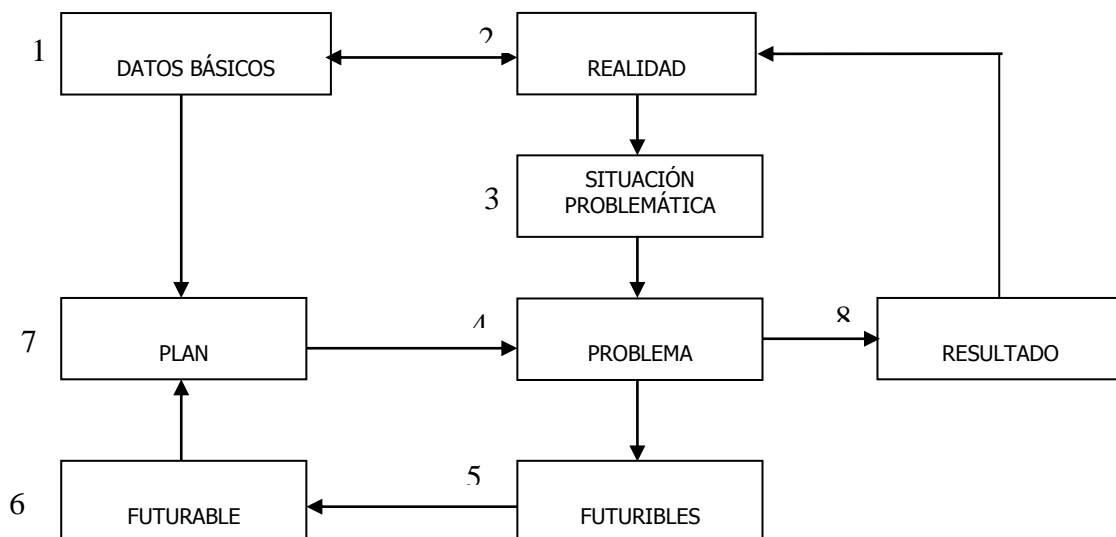 1
DATOS BÁSICOS
2
REALIDAD
3
SITUACIÓN
PROBLEMÁTICA
7
PLAN
4
PROBLEMA
8
RESULTADO
6
FUTURABLE
5
FUTURIBLES